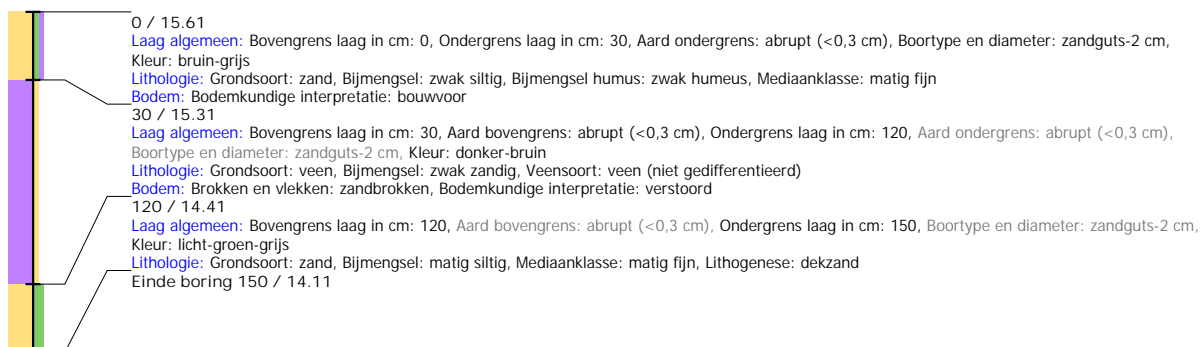 0 / 15.61
Laag algemeen: Bovengrens laag in cm: 0, Ondergrens laag in cm: 30, Aard ondergrens: abrupt (<0,3 cm), Boortype en diameter: zandguts-2 cm,
Kleur: bruin-grijs
Lithologie: Grondsoort: zand, Bijmengsel: zwak siltig, Bijmengsel humus: zwak humeus, Mediaanklasse: matig fijn
Bodem: Bodemkundige interpretatie: bouwvoor
30 / 15.31
Laag algemeen: Bovengrens laag in cm: 30, Aard bovengrens: abrupt (<0,3 cm), Ondergrens laag in cm: 120, Aard ondergrens: abrupt (<0,3 cm),
Boortype en diameter: zandguts-2 cm, Kleur: donker-bruin
Lithologie: Grondsoort: veen, Bijmengsel: zwak zandig, Veensoort: veen (niet gedifferentieerd)
Bodem: Brokken en vlekken: zandbrokken, Bodemkundige interpretatie: verstoord
120 / 14.41
Laag algemeen: Bovengrens laag in cm: 120, Aard bovengrens: abrupt (<0,3 cm), Ondergrens laag in cm: 150, Boortype en diameter: zandguts-2 cm,
Kleur: licht-groen-grijs
Lithologie: Grondsoort: zand, Bijmengsel: matig siltig, Mediaanklasse: matig fijn, Lithogenese: dekzand
Einde boring 150 / 14.11